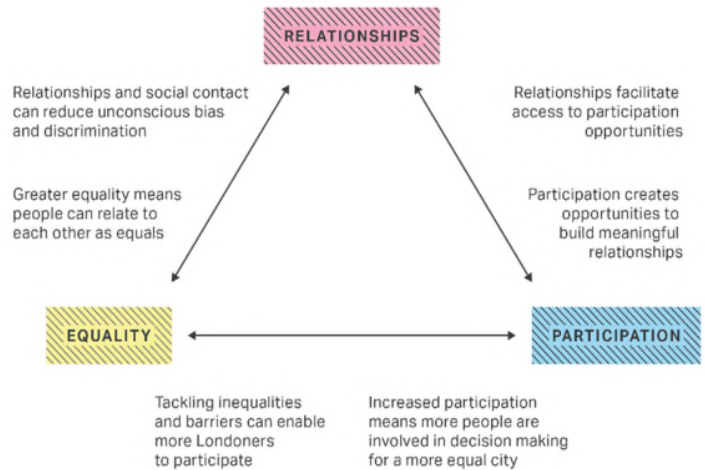 RELATIONSHIPS
Relationships and social contact
can reduce unconscious bias
and discrimination
Relationships facilitate
access to participation
opportunities
Greater equality means
people can relate to
each other as equals
Participation creates
opportunities to
build meaningful
relationships
EQUALITY
PARTICIPATION
Tackling inequalities
and barriers can enable
more Londoners
to participate
Increased participation
means more people are
involved in decision making
for a more equal city